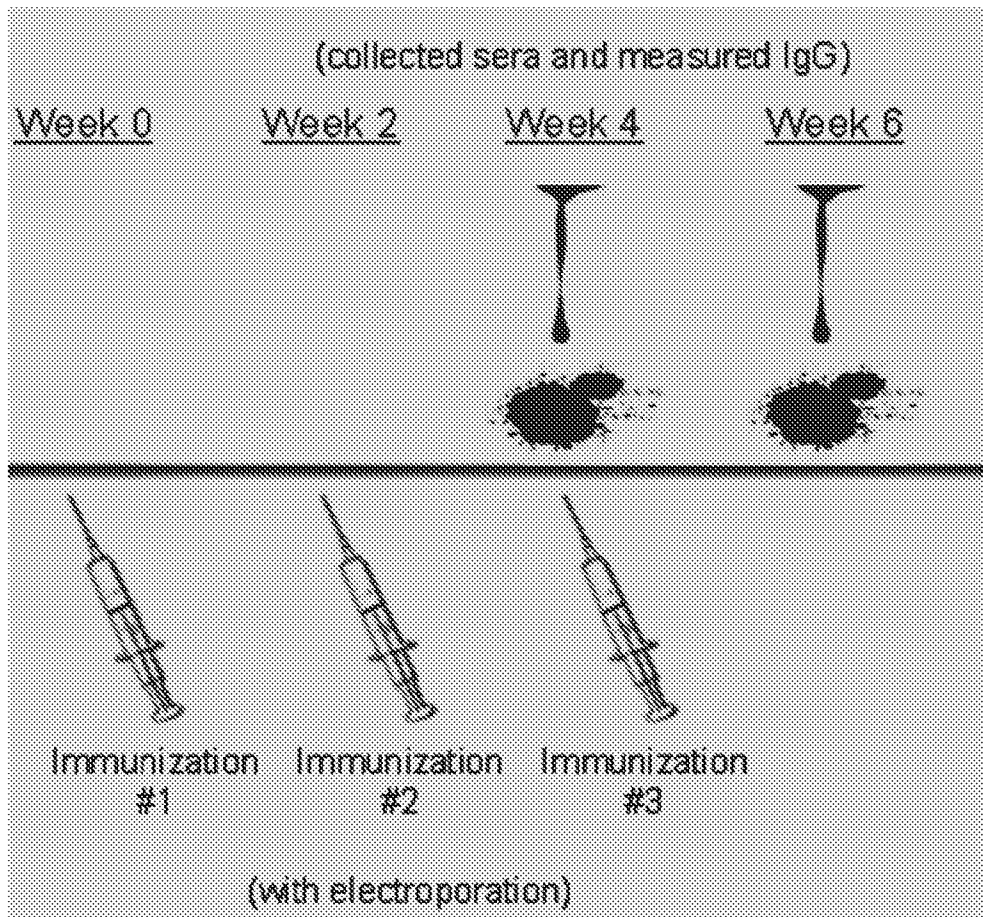 (collected sera and measured IgG)
Week 0 Week 2 Week 4 Week 6
Immunization Immunization Immunization
#1 #2 #3
(with electroporation)